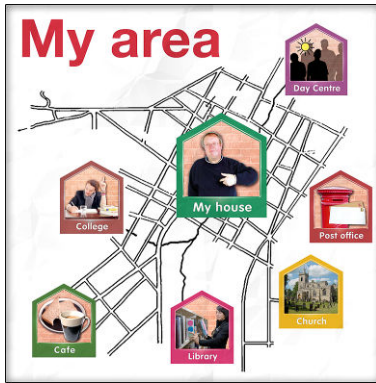 My area
Day Centre
My house
College
Post office
Church
Cafe
Library